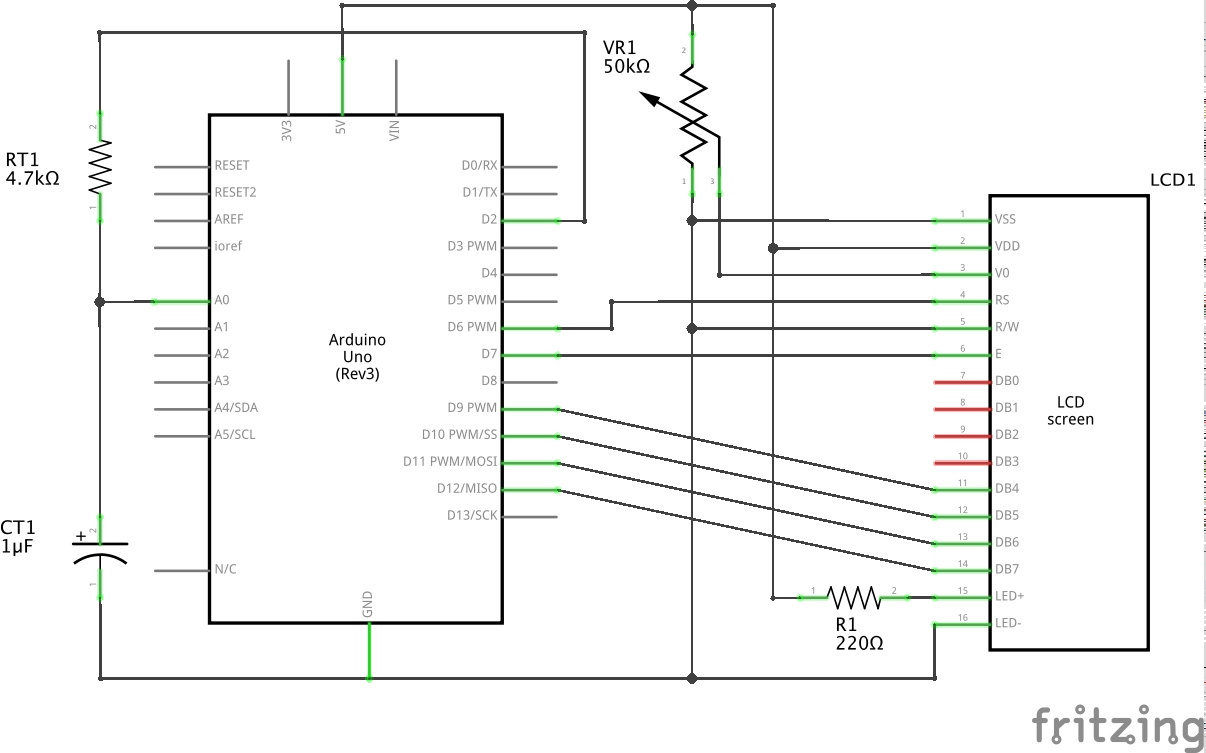 VR1
50kΩ
2
1
3
RT1
4.7kΩ
2
1
3V3
5V
VIN
RESET
RESET2
AREF
ioref
A0
A1
A2
A3
A4/SDA
A5/SCL
N/C
GND
Arduino
Uno
(Rev3)
D0/RX
D1/TX
D2
D3 PWM
D4
D5 PWM
D6 PWM
D7
D8
D9 PWM
D10 PWM/SS
D11 PWM/MOSI
D12/MISO
D13/SCK
CT1
1µF
+
2
1
LCD1
1 VSS
2 VDD
3 V0
4 RS
5 R/W
6 E
7 DB0
8 DB1
9 DB2
10 DB3
11 DB4
12 DB5
13 DB6
14 DB7
15 LED+
16 LED-
LCD
screen
1
2
R1
220Ω
fritzing